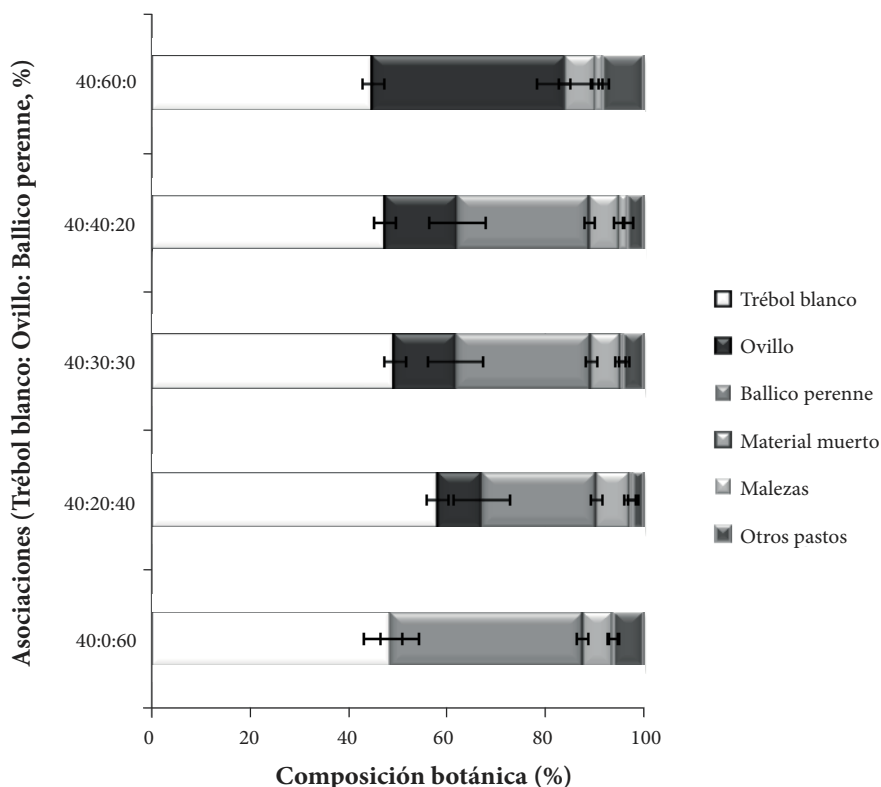 Asociaciones (Trébol blanco: Ovillo: Ballico perenne, %)
40:60:0
40:40:20
40:30:30
40:20:40
40:0:60
0 20 40 60 80 100
Composición botánica (%)
Trébol blanco
Ovillo
Ballico perenne
Material muerto
Malezas
Otros pastos